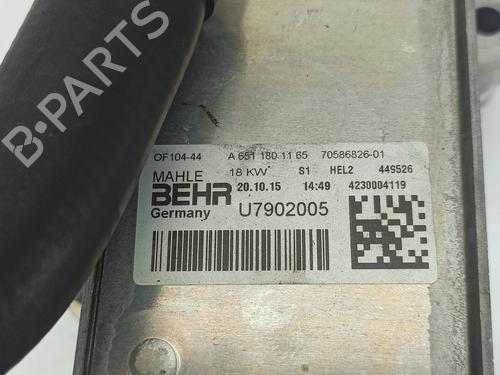 B-PARTS
OF104-44 A 651 180 11 65 70586826-01
MAHLE 18 KW S1 HEL2 449526
BEHR 20.10.15 14:49 4230004119
Germany U7902005